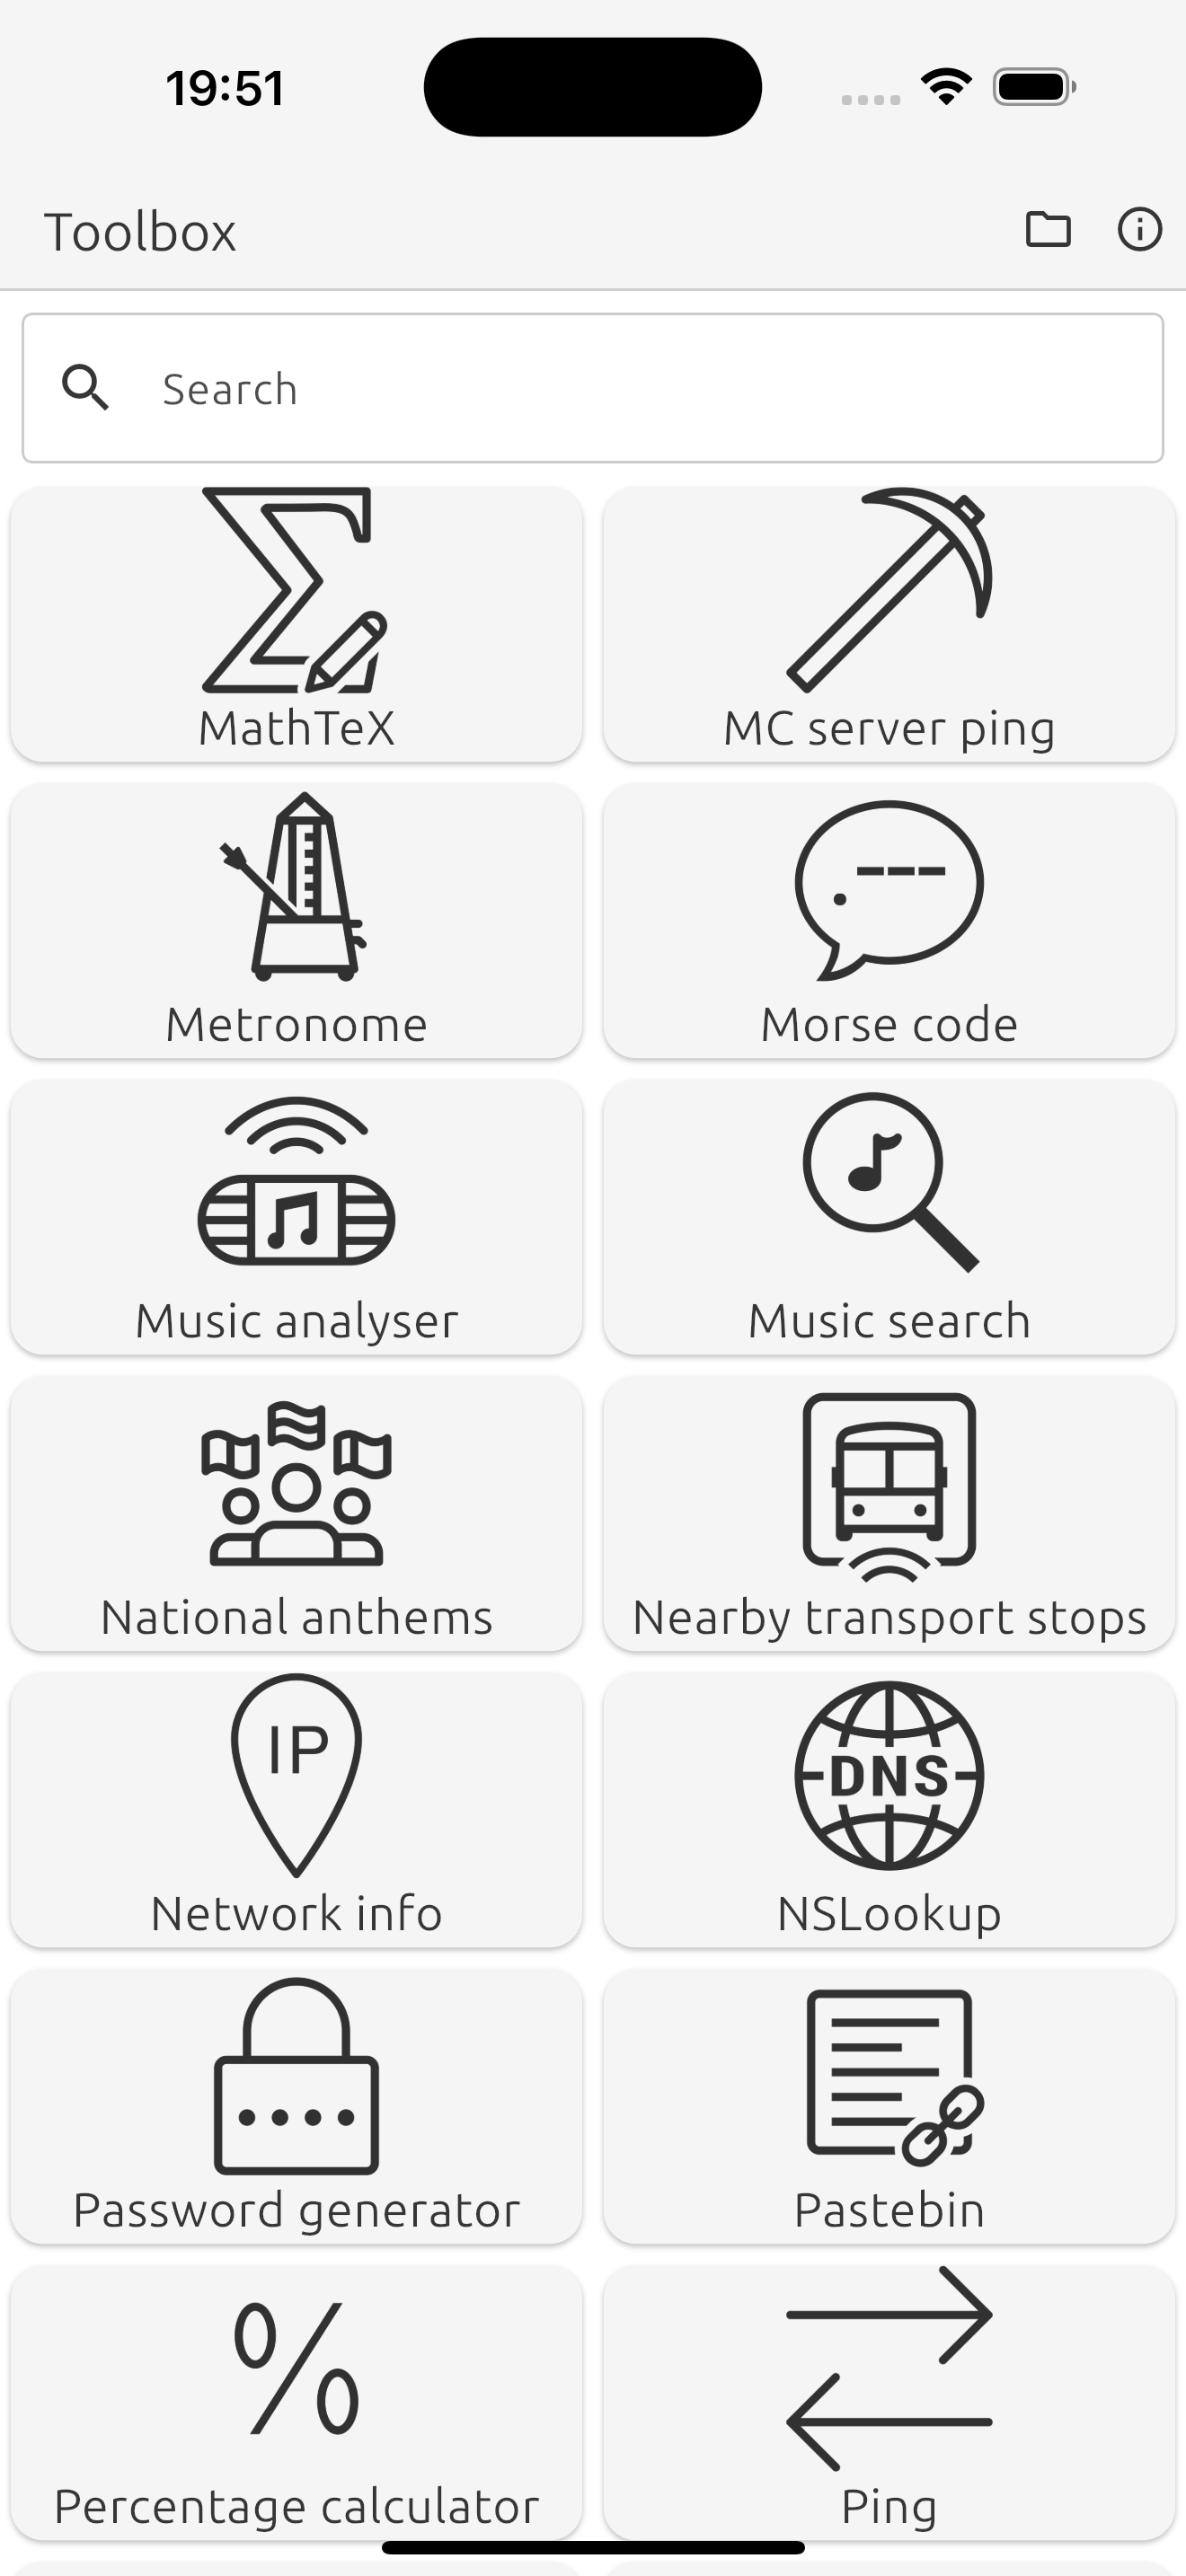 19:51
Toolbox
Search
MathTeX
MC server ping
Metronome
Morse code
Music analyser
Music search
National anthems
Nearby transport stops
IP
Network info
DNS
NSLookup
Password generator
Pastebin
%
Percentage calculator
Ping